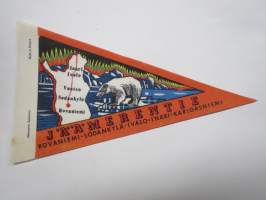 Inari
Ivalo
Vuotso
Sodankylä
Rovaniemi
JÄÄMERENTIE
ROVANIEMI-SODANKYLÄ-IVALO-INARI-KARIGASNIEMI